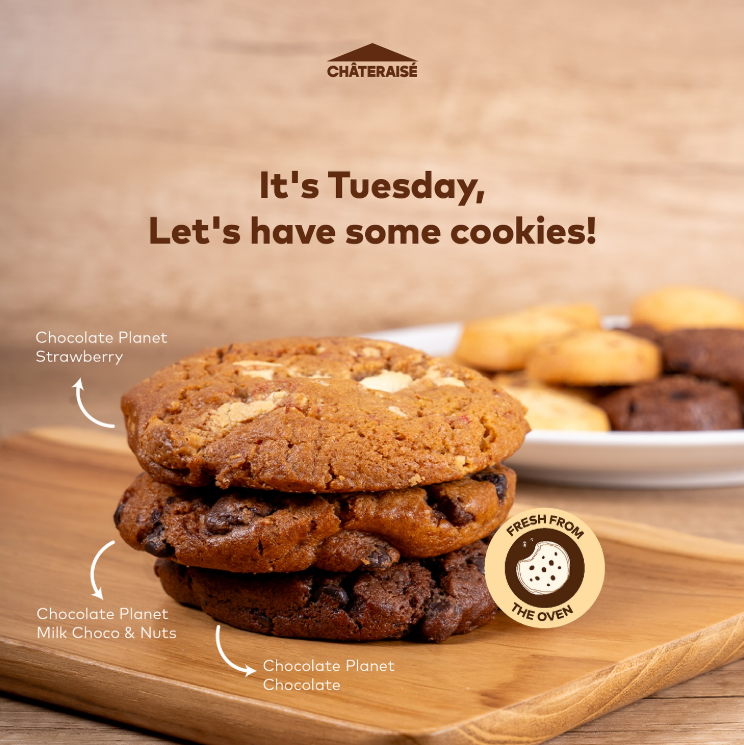 CHÂTERAISÉ
It's Tuesday,
Let's have some cookies!
Chocolate Planet
Strawberry
FRESH FROM
THE OVEN
Chocolate Planet
Milk Choco & Nuts
Chocolate Planet
Chocolate